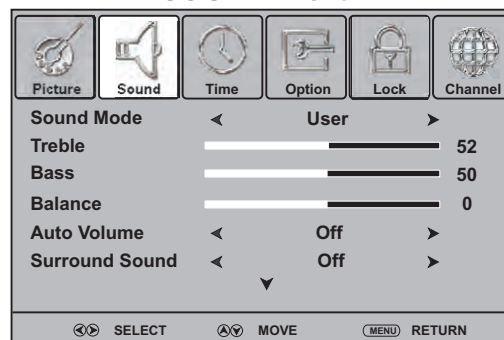 Picture Sound Time Option Lock Channel
Sound Mode User
Treble 52
Bass 50
Balance 0
Auto Volume Off
Surround Sound Off
SELECT MOVE MENU RETURN